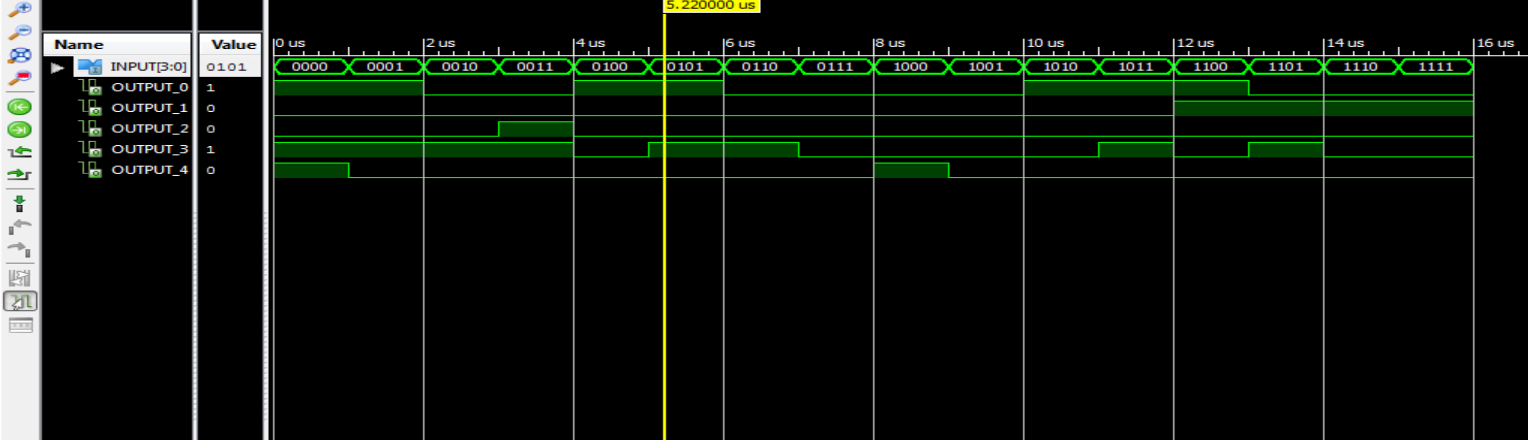 5.220000 us
Name Value 0 us 2 us 4 us 6 us 8 us 10 us 12 us 14 us 16 us
INPUT[3:0] 0101 0000 0001 0010 0011 0100 0101 0110 0111 1000 1001 1010 1011 1100 1101 1110 1111
OUTPUT_0 1
OUTPUT_1 0
OUTPUT_2 0
OUTPUT_3 1
OUTPUT_4 0